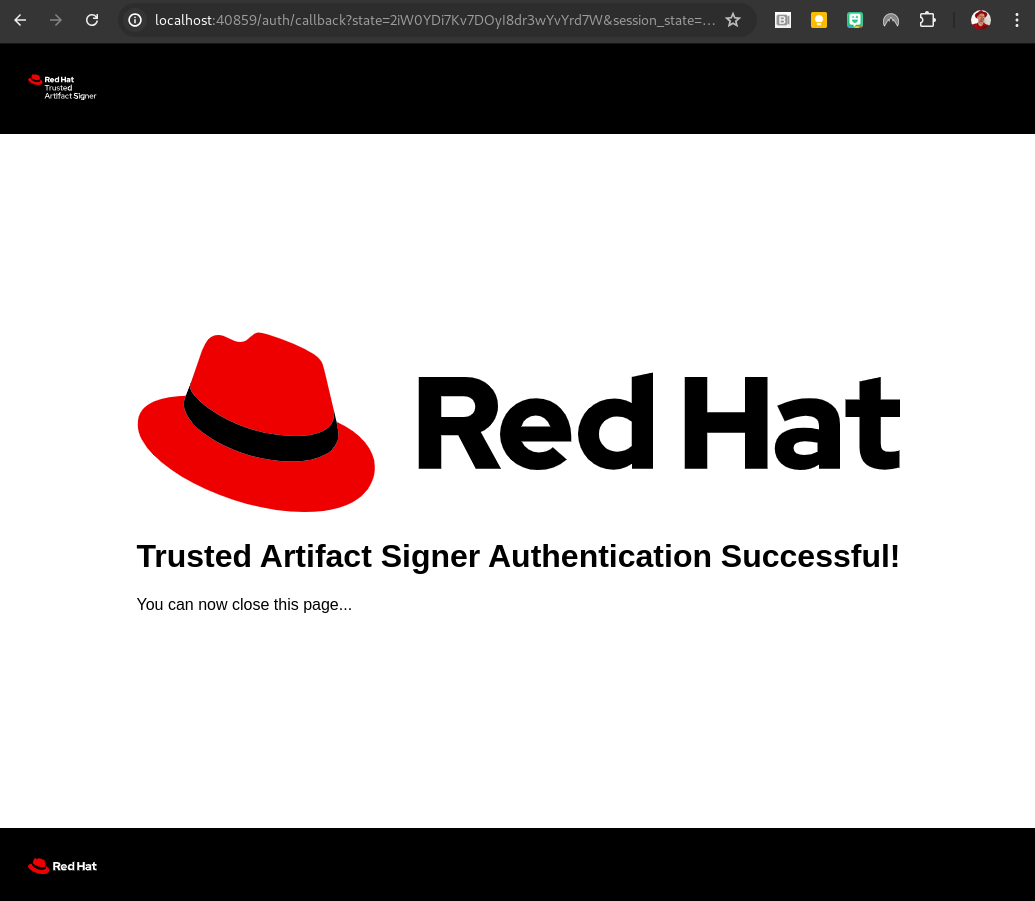 localhost:40859/auth/callback?state=2iW0YDi7Kv7DOyI8dr3wYvYrd7W&session_state=...
Red Hat
Trusted
Artifact Signer
Red Hat
Trusted Artifact Signer Authentication Successful!
You can now close this page...
Red Hat